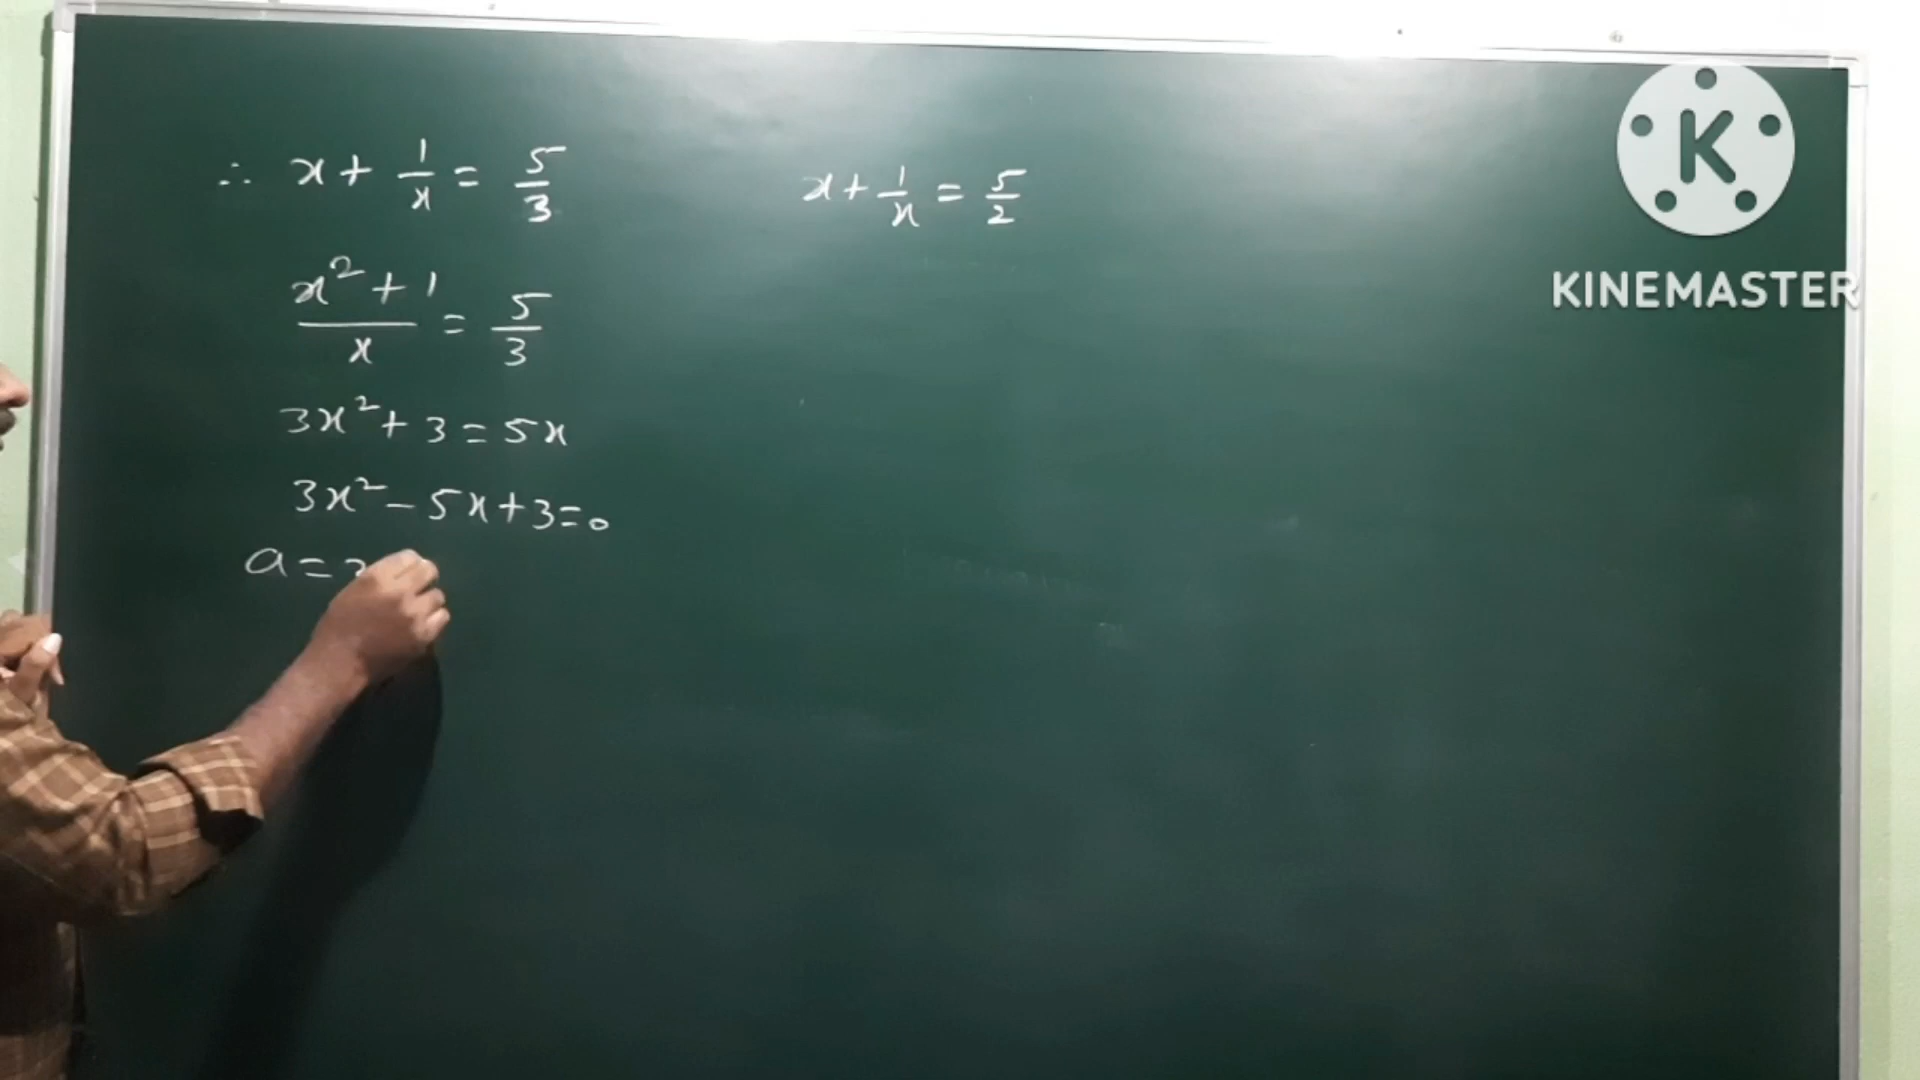 ∴ x + 1/x = 5/3
x + 1/x = 5/2
(x² + 1)/x = 5/3
3x² + 3 = 5x
3x² - 5x + 3 = 0
a = 3
K
KINEMASTER